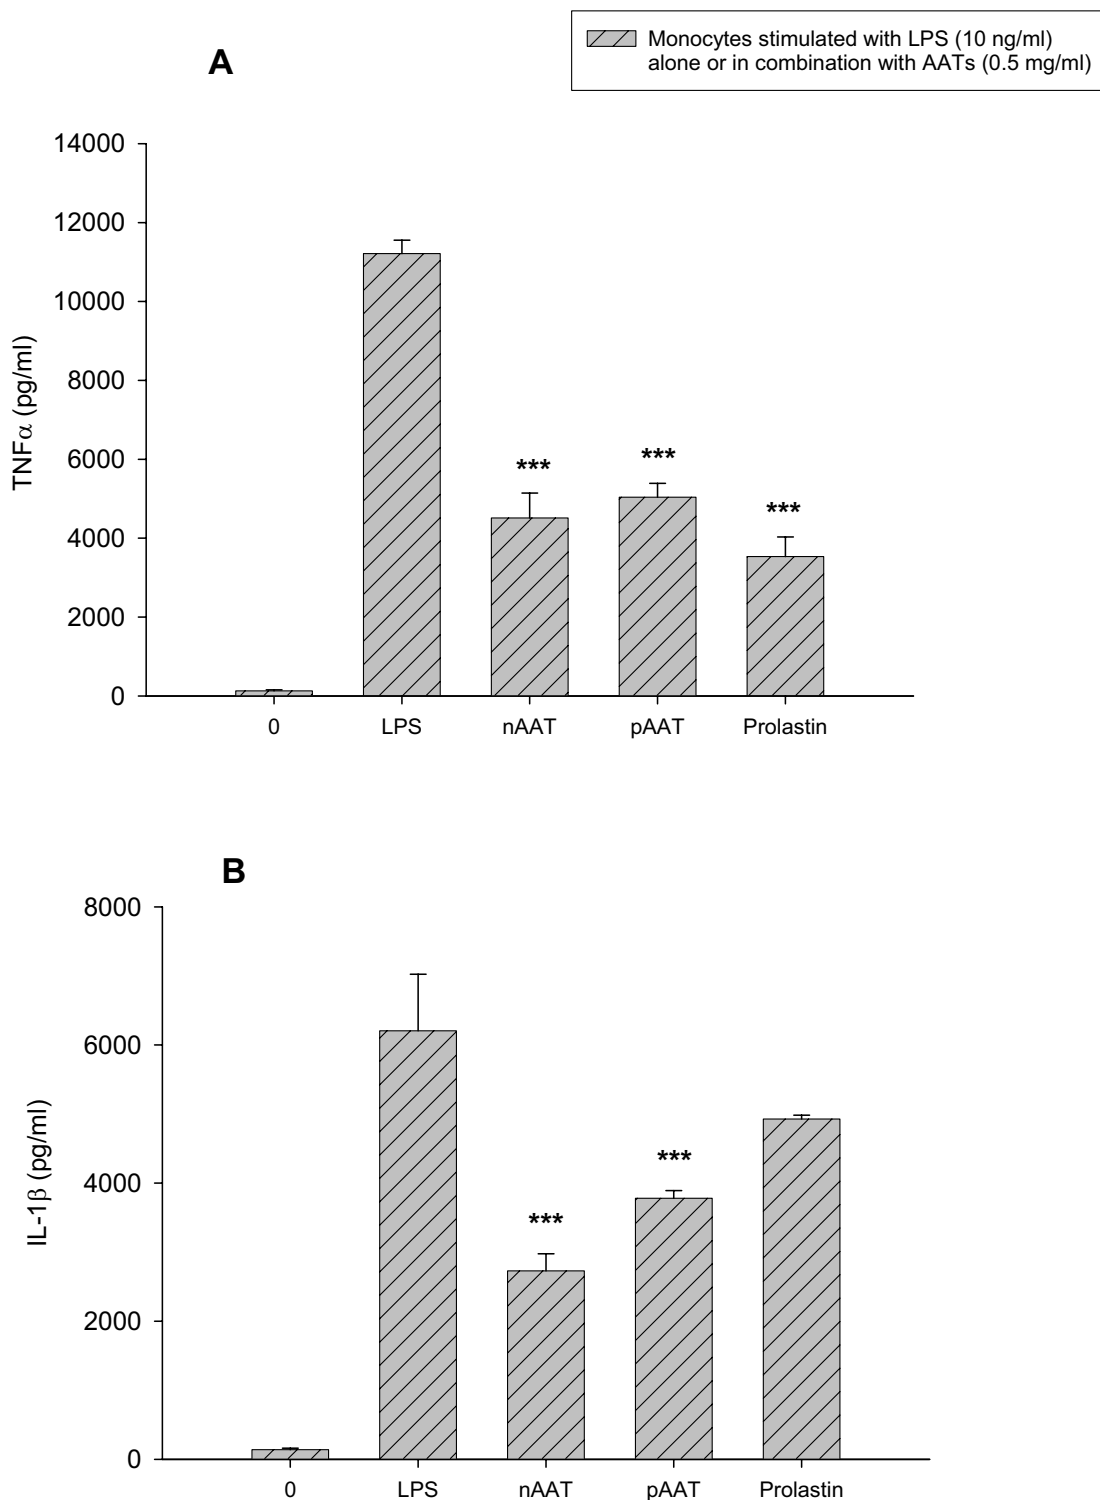 Monocytes stimulated with LPS (10 ng/ml)
alone or in combination with AATs (0.5 mg/ml)
A
14000
12000
10000
8000
6000
4000
2000
0
TNFα (pg/ml)
***
***
***
0 LPS nAAT pAAT Prolastin
B
8000
6000
4000
2000
0
IL-1β (pg/ml)
***
***
0 LPS nAAT pAAT Prolastin